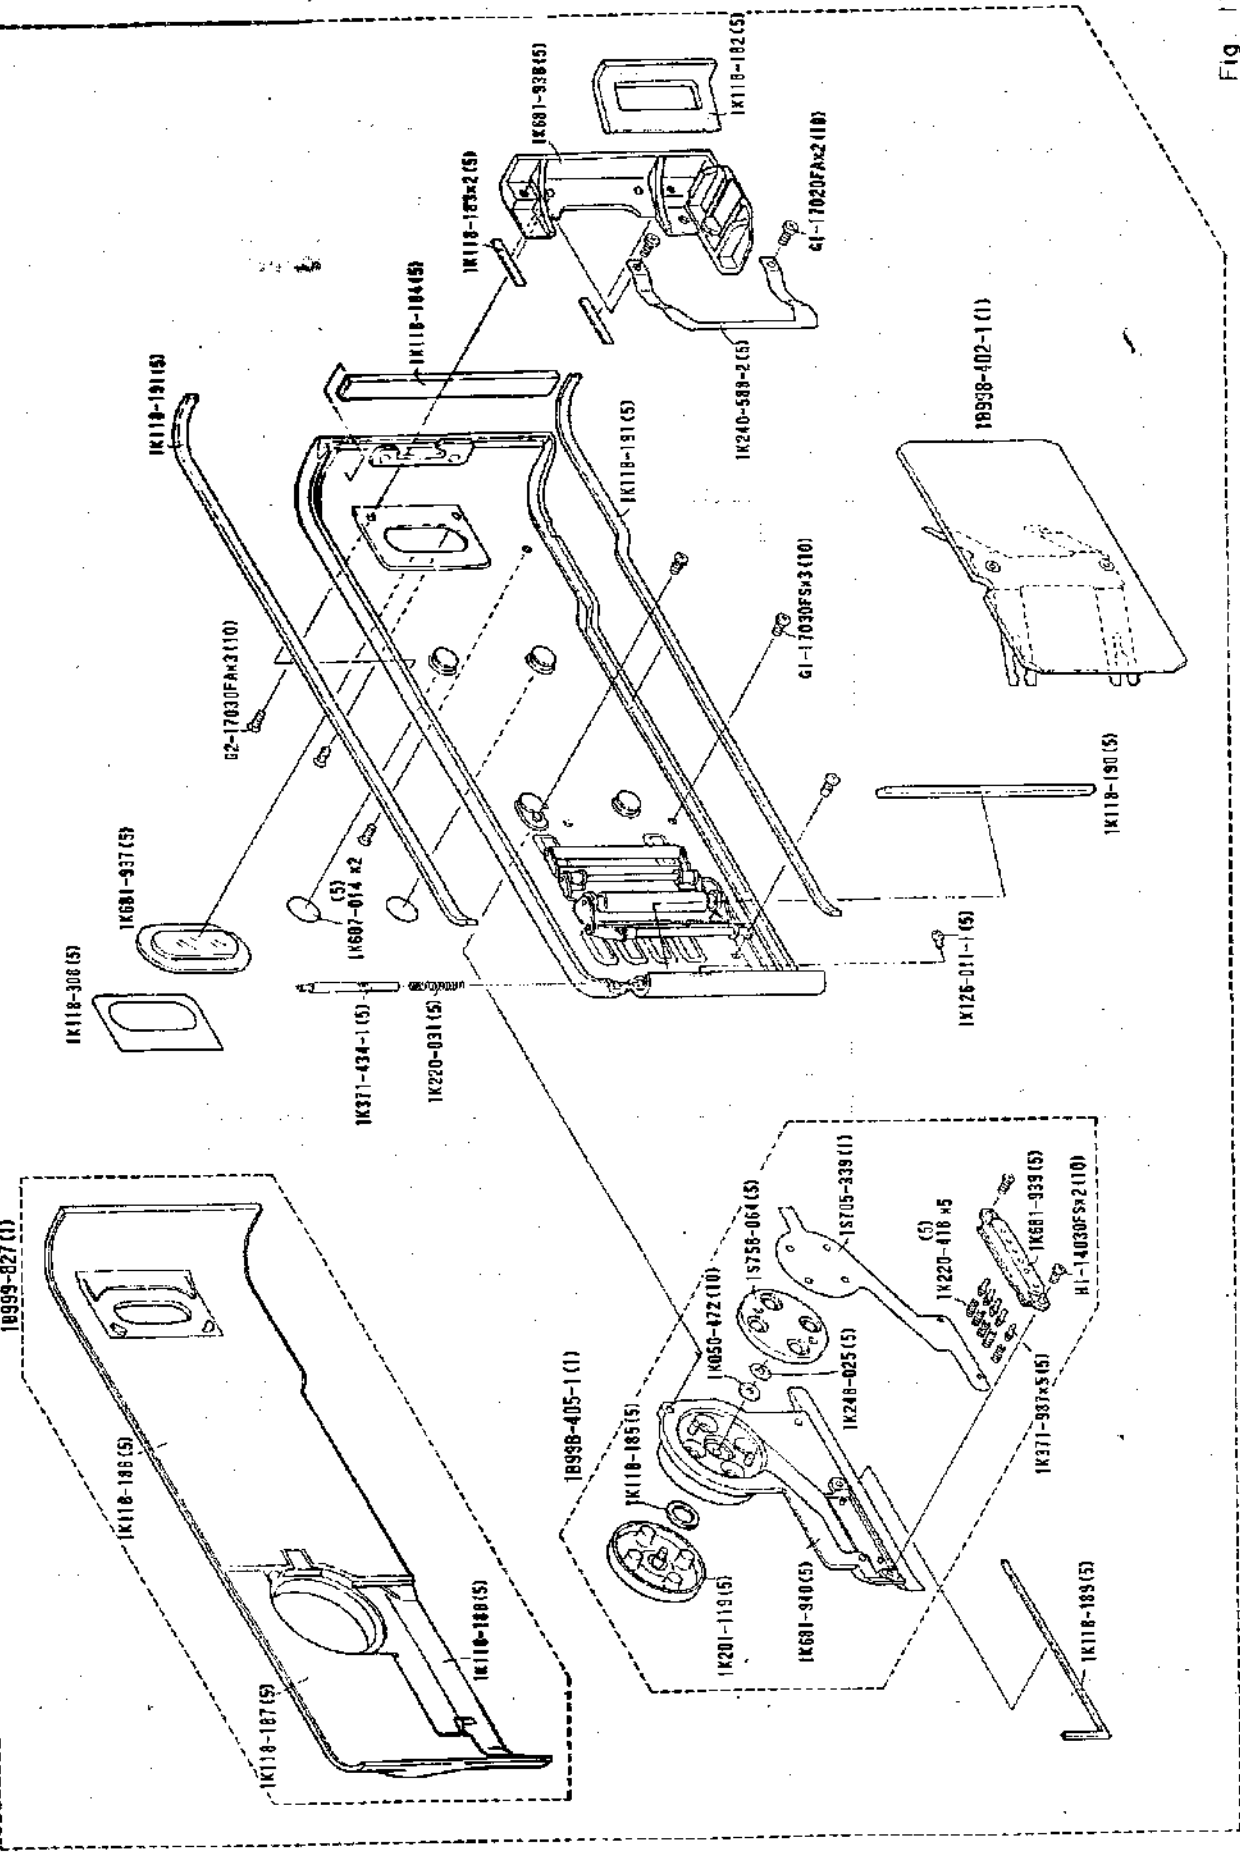 1B999-827(1)
1K118-186(5)
1K118-187(5)
1K118-188(5)
1K118-308(5)
1K681-937(5)
G2-17030FAx3(10)
1K118-191(5)
1K118-184(5)
1K118-183x2(5)
1K681-938(5)
1K118-182(5)
G1-17020FAx2(10)
1K240-588-2(5)
1K118-191(5)
(5)
1K607-014 x2
1K371-434-1(5)
1K220-031(5)
G1-17030FSx3(10)
1B998-402-1(1)
1K118-190(5)
1K126-011-1(5)
1B998-405-1(1)
1K118-185(5)
1K050-472(10)
1S756-064(5)
1S705-339(1)
1K248-025(5)
(5)
1K220-418 x5
1K681-939(5)
H1-14030FSx2(10)
1K371-987x5(5)
1K201-119(5)
1K681-940(5)
1K118-189(5)
Fig 1